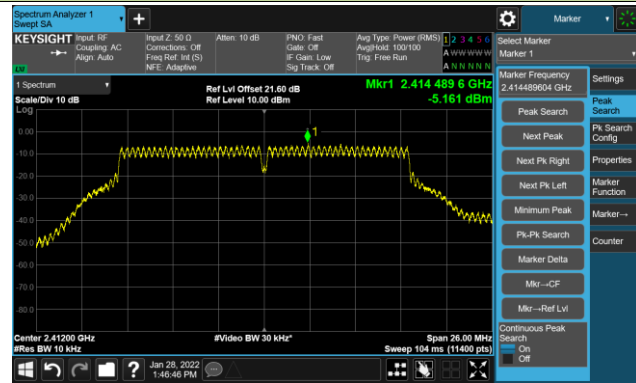 Spectrum Analyzer 1
Swept SA
Marker
KEYSIGHT
Input: RF
Coupling: AC
Align: Auto
Input Z: 50 Ω
Corrections: Off
Freq Ref: Int (S)
NFE: Adaptive
Atten: 10 dB
PNO: Fast
Gate: Off
IF Gain: Low
Sig Track: Off
Avg Type: Power (RMS)
Avg|Hold: 100/100
Trig: Free Run
1 2 3 4 5 6
A W W W W W
A N N N N N
Select Marker
Marker 1
1 Spectrum
Scale/Div 10 dB
Log
Ref Lvl Offset 21.60 dB
Ref Level 10.00 dBm
Mkr1 2.414 489 6 GHz
-5.161 dBm
1
0.00
-10.0
-20.0
-30.0
-40.0
-50.0
-60.0
-70.0
-80.0
Center 2.41200 GHz
#Res BW 10 kHz
#Video BW 30 kHz*
Span 26.00 MHz
Sweep 104 ms (11400 pts)
Marker Frequency
2.414489604 GHz
Peak Search
Next Peak
Next Pk Right
Next Pk Left
Minimum Peak
Pk-Pk Search
Marker Delta
Mkr→CF
Mkr→Ref Lvl
Continuous Peak
Search
On
Off
Settings
Peak
Search
Pk Search
Config
Properties
Marker
Function
Marker→
Counter
Jan 28, 2022
1:46:46 PM